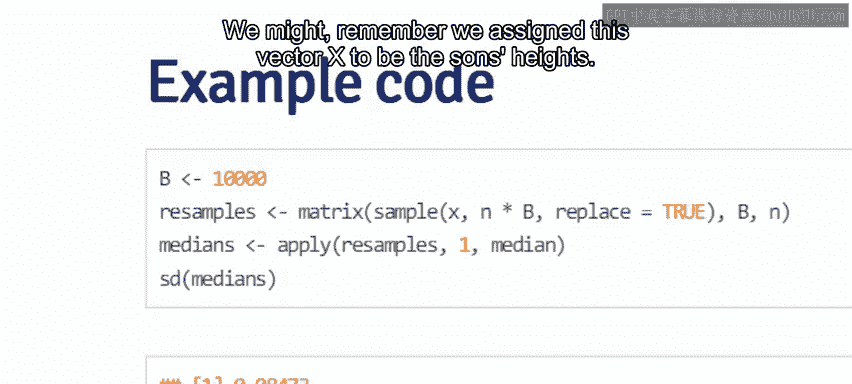 We might, remember we assigned this
vector X to be the sons' heights.
Example code
B <- 10000
resamples <- matrix(sample(x, n * B, replace = TRUE), B, n)
medians <- apply(resamples, 1, median)
sd(medians)